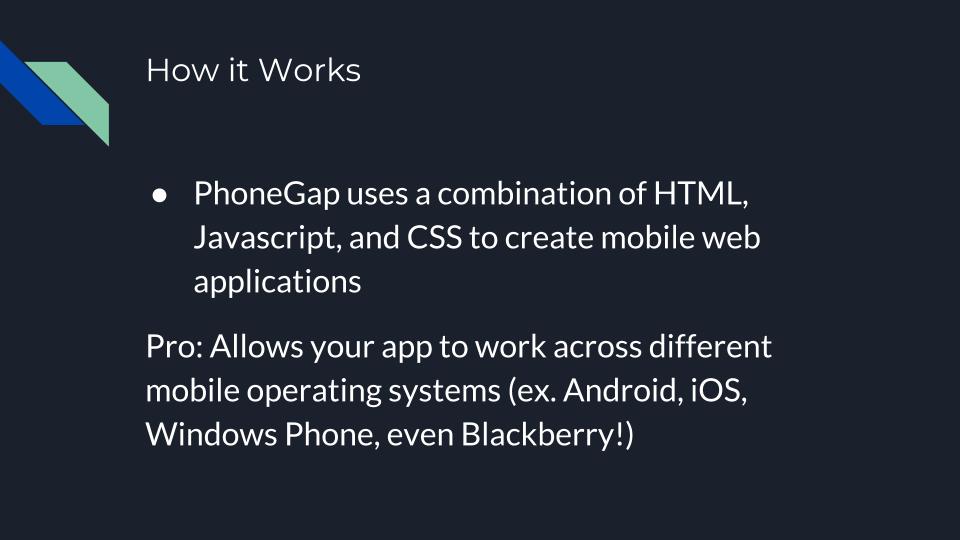 How it Works
● PhoneGap uses a combination of HTML,
Javascript, and CSS to create mobile web
applications
Pro: Allows your app to work across different
mobile operating systems (ex. Android, iOS,
Windows Phone, even Blackberry!)